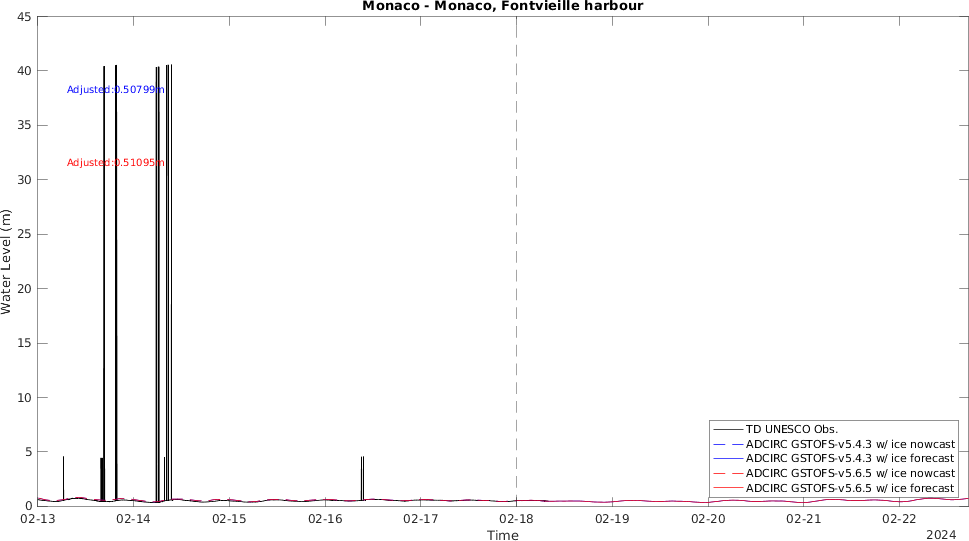 Monaco - Monaco, Fontvieille harbour
45
40
35
30
25
20
15
10
5
0
Water Level (m)
Adjusted:0.50799m
Adjusted:0.51095m
TD UNESCO Obs.
ADCIRC GSTOFS-v5.4.3 w/ ice nowcast
ADCIRC GSTOFS-v5.4.3 w/ ice forecast
ADCIRC GSTOFS-v5.6.5 w/ ice nowcast
ADCIRC GSTOFS-v5.6.5 w/ ice forecast
02-13 02-14 02-15 02-16 02-17 02-18 02-19 02-20 02-21 02-22
Time
2024